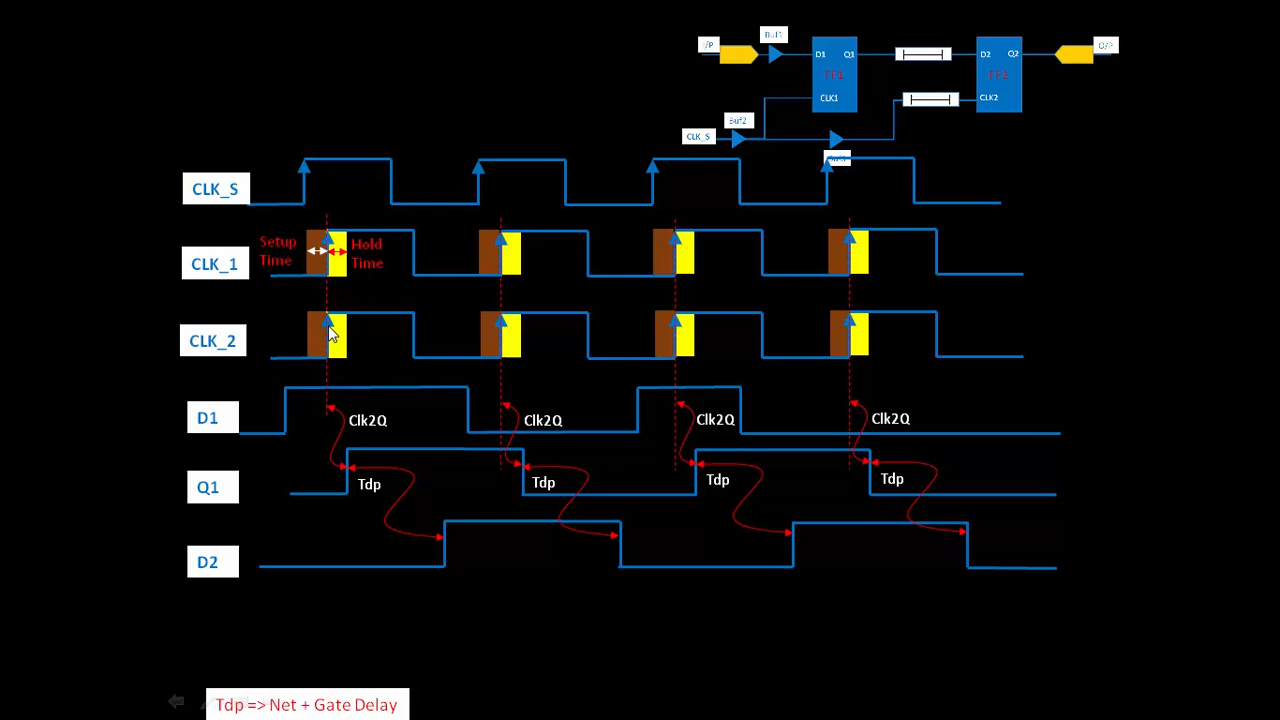 Buf1
I/P
D1
Q1
D2
Q2
O/P
FF1
FF2
CLK1
CLK2
Buf2
CLK_S
CLK_S
Setup
Time
Hold
Time
CLK_1
CLK_2
D1
Clk2Q
Clk2Q
Clk2Q
Clk2Q
Q1
Tdp
Tdp
Tdp
Tdp
D2
Tdp => Net + Gate Delay